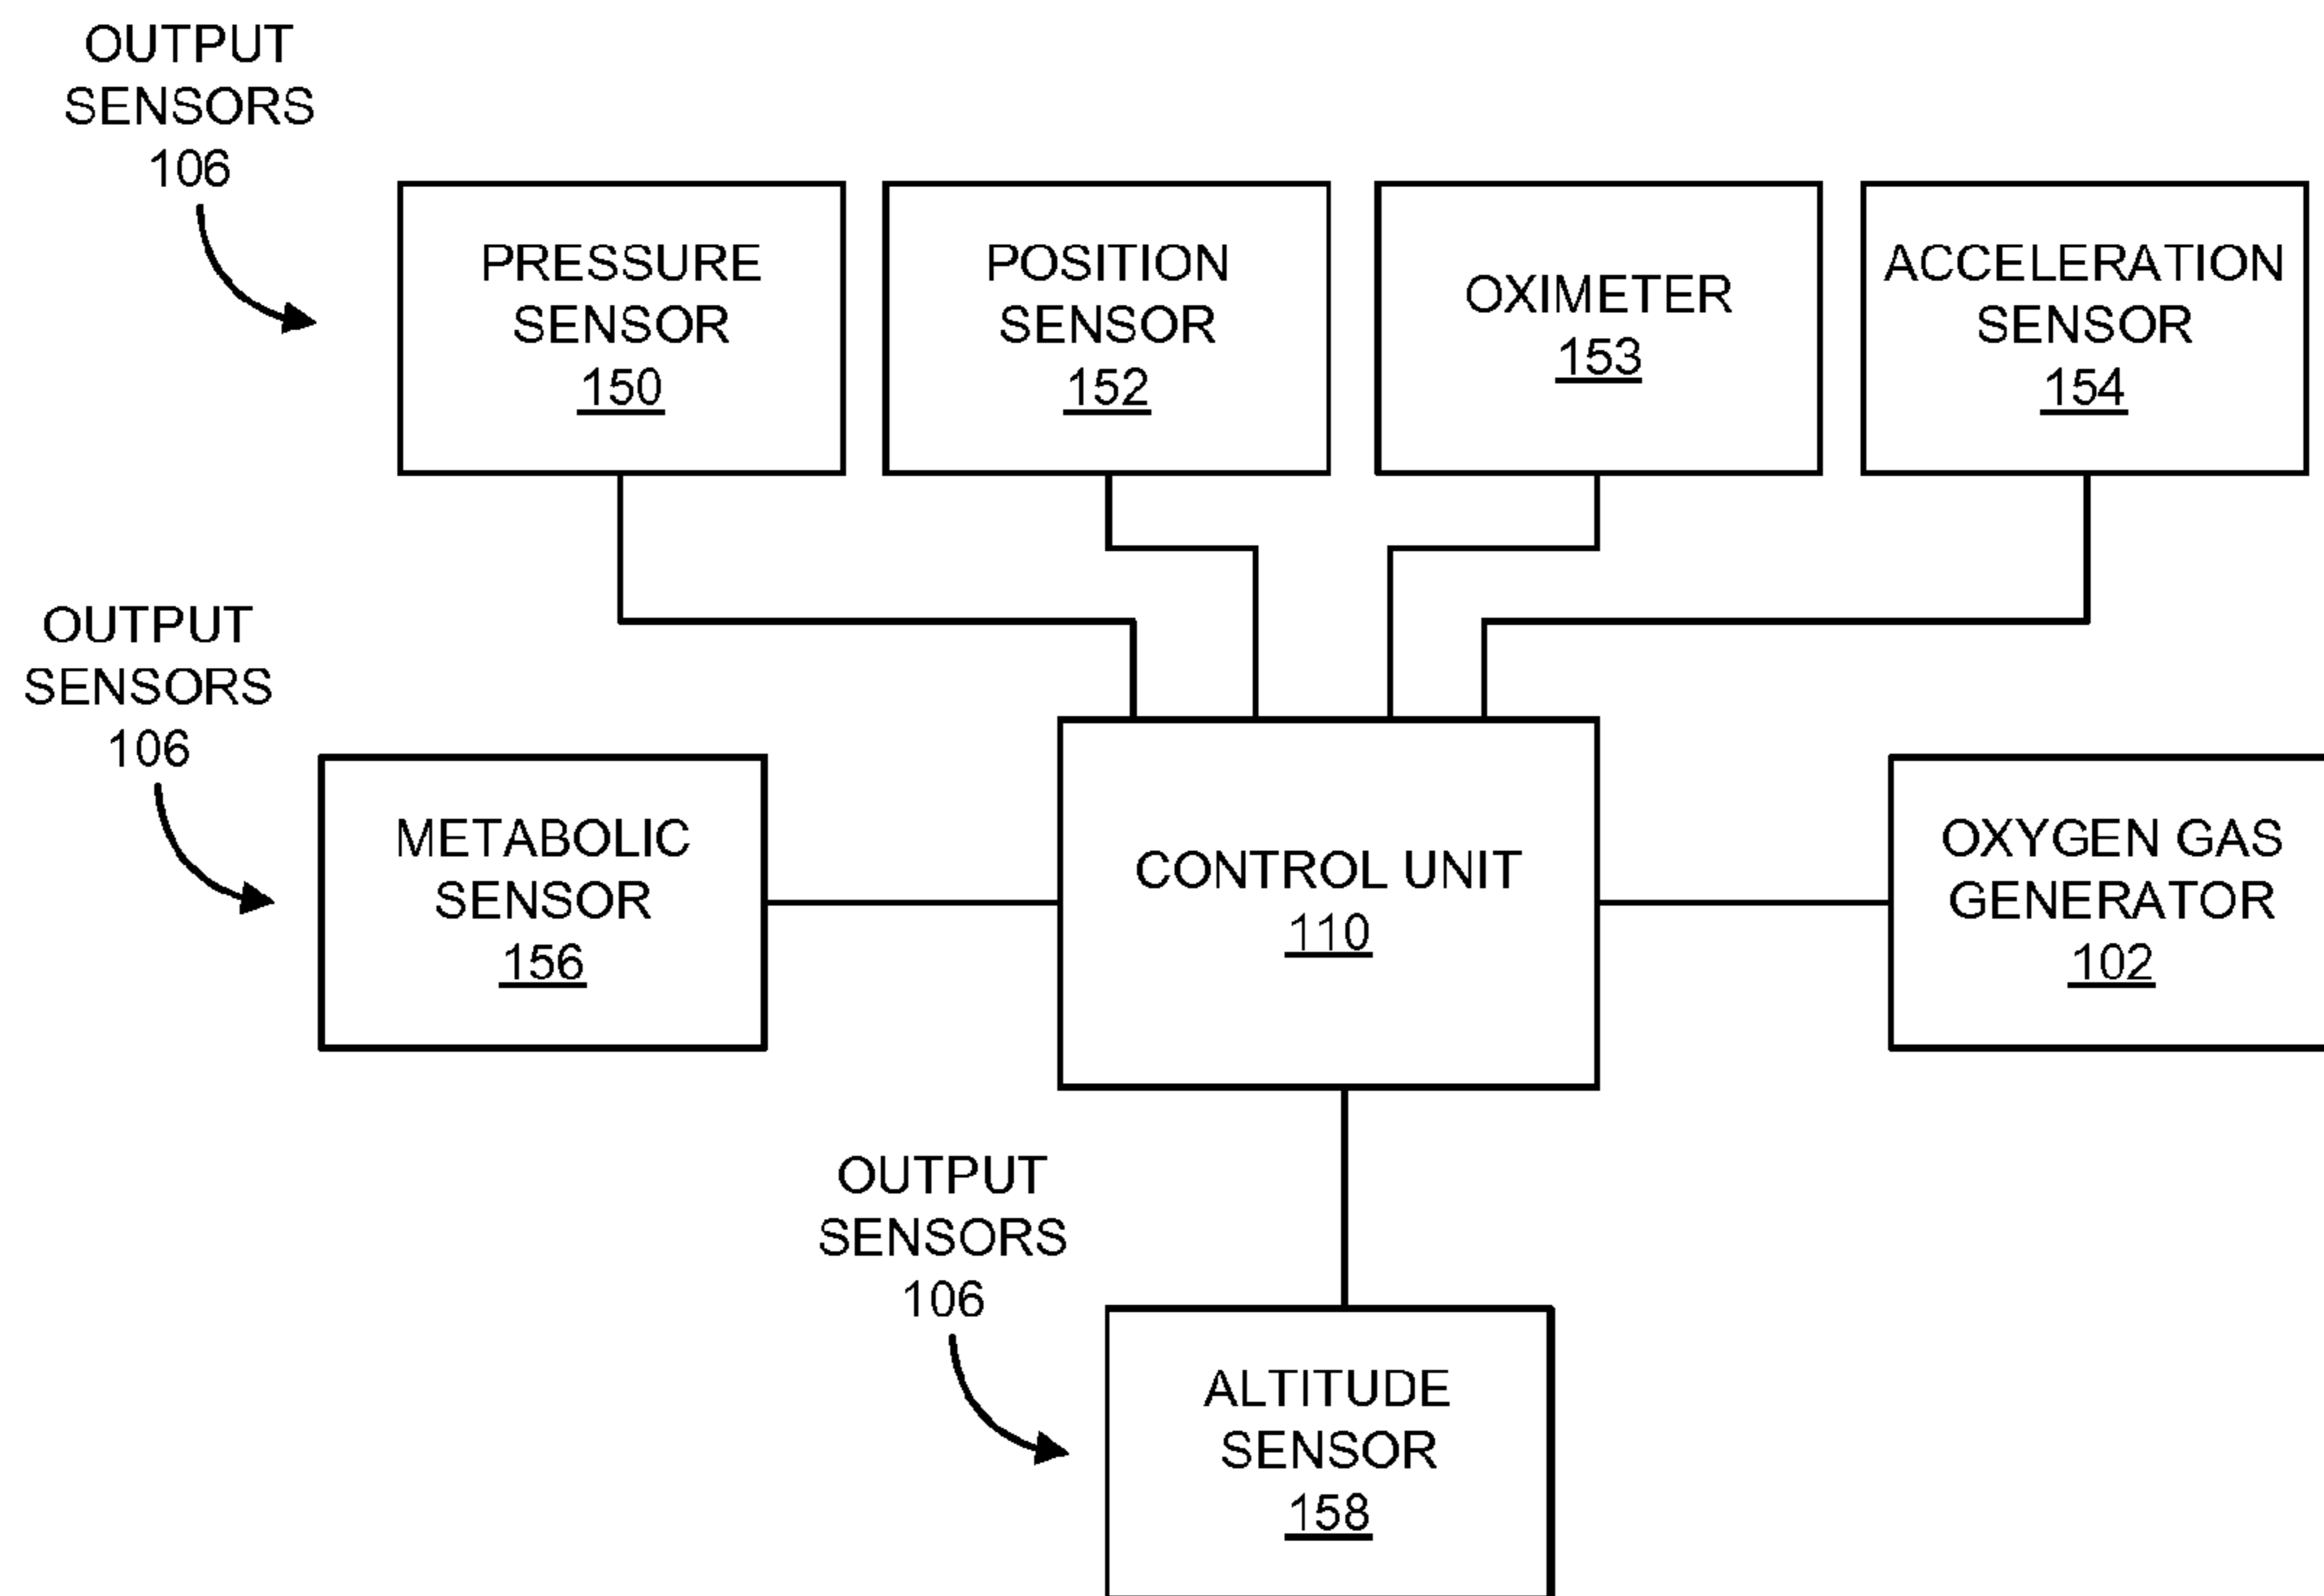 OUTPUT
SENSORS
106
PRESSURE
SENSOR
150
POSITION
SENSOR
152
OXIMETER
153
ACCELERATION
SENSOR
154
OUTPUT
SENSORS
106
METABOLIC
SENSOR
156
CONTROL UNIT
110
OXYGEN GAS
GENERATOR
102
OUTPUT
SENSORS
106
ALTITUDE
SENSOR
158